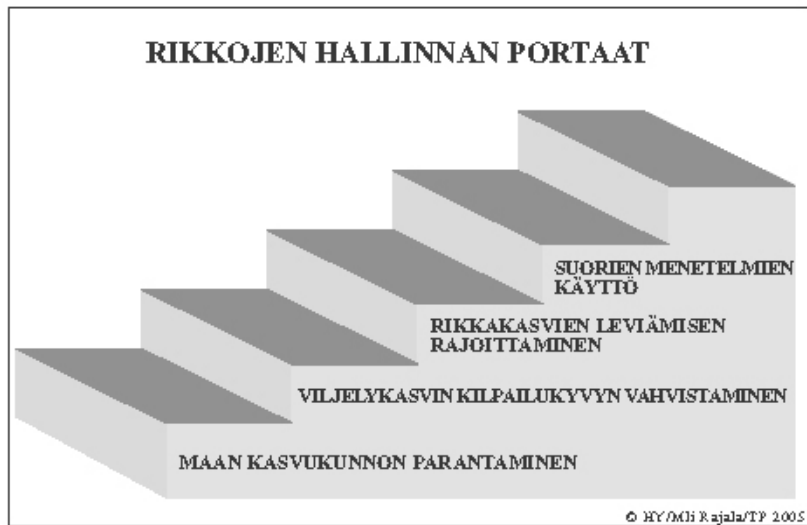 RIKKOJEN HALLINNAN PORTAAT
SUORIEN MENETELMIEN
KÄYTTÖ
RIKKAKASVIEN LEVIÄMISEN
RAJOITTAMINEN
VILJELYKASVIN KILPAILUKYVYN VAHVISTAMINEN
MAAN KASVUKUNNON PARANTAMINEN
© HY/Mli Rajala/TP 2005